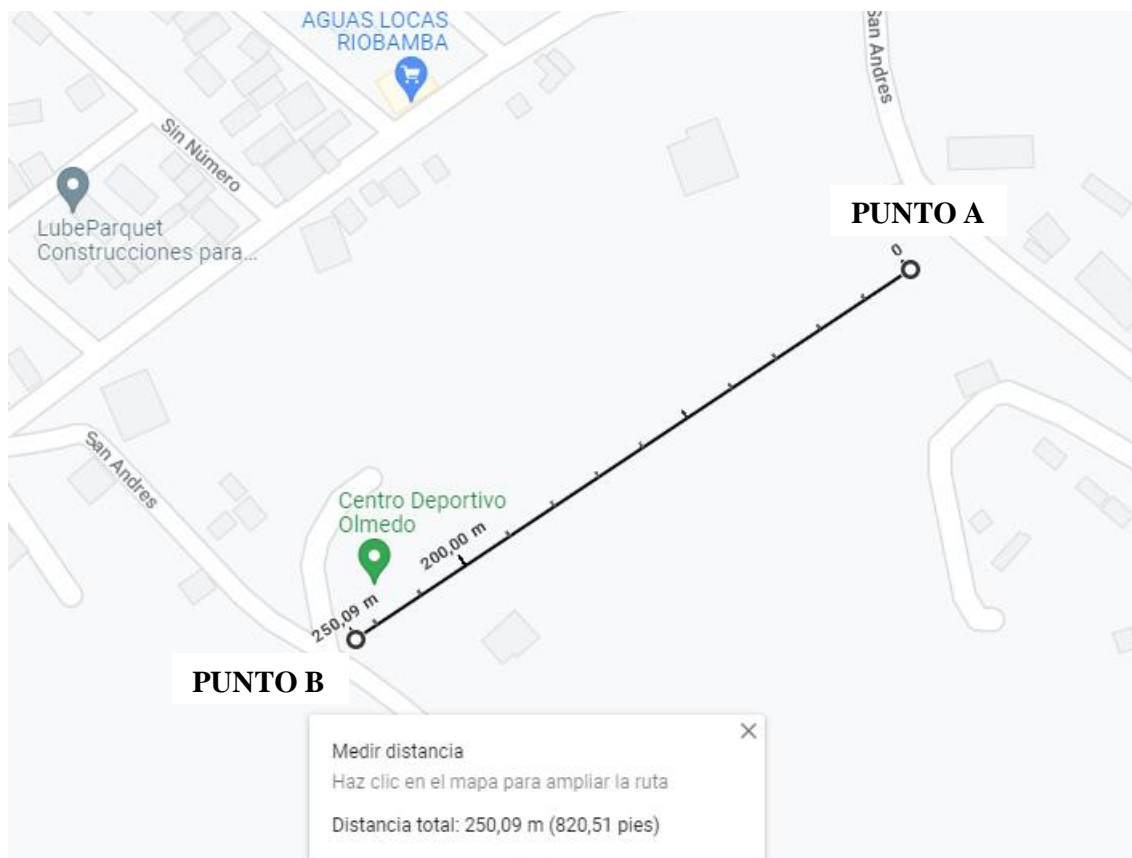 AGUAS LOCAS
RIOBAMBA
San Andres
Sin Número
LubeParquet
Construcciones para...
PUNTO A
0
San Andres
Centro Deportivo
Olmedo
200,00 m
250,09 m
PUNTO B
Medir distancia
Haz clic en el mapa para ampliar la ruta
Distancia total: 250,09 m (820,51 pies)